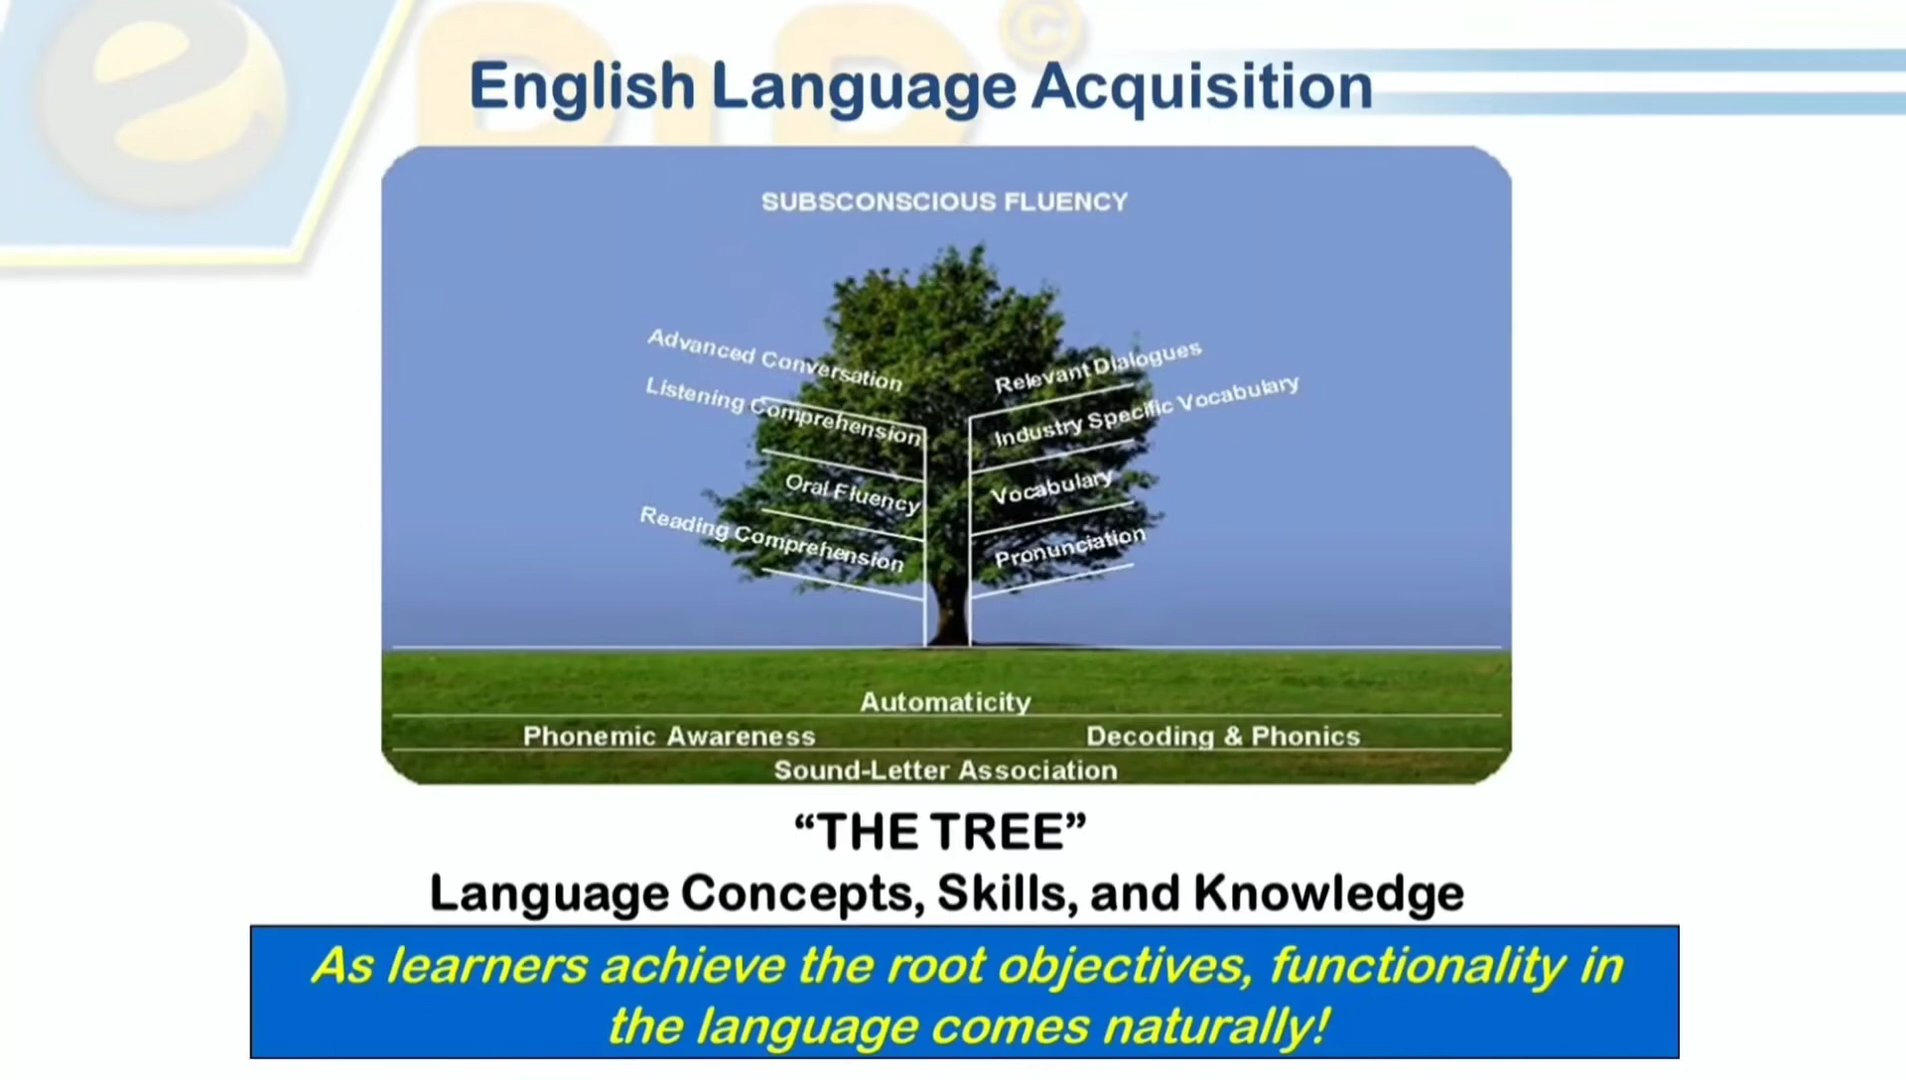 English Language Acquisition
SUBSCONSCIOUS FLUENCY
Advanced Conversation
Listening Comprehension
Oral Fluency
Reading Comprehension
Relevant Dialogues
Industry Specific Vocabulary
Vocabulary
Pronunciation
Automaticity
Phonemic Awareness
Decoding & Phonics
Sound-Letter Association
“THE TREE”
Language Concepts, Skills, and Knowledge
As learners achieve the root objectives, functionality in
the language comes naturally!